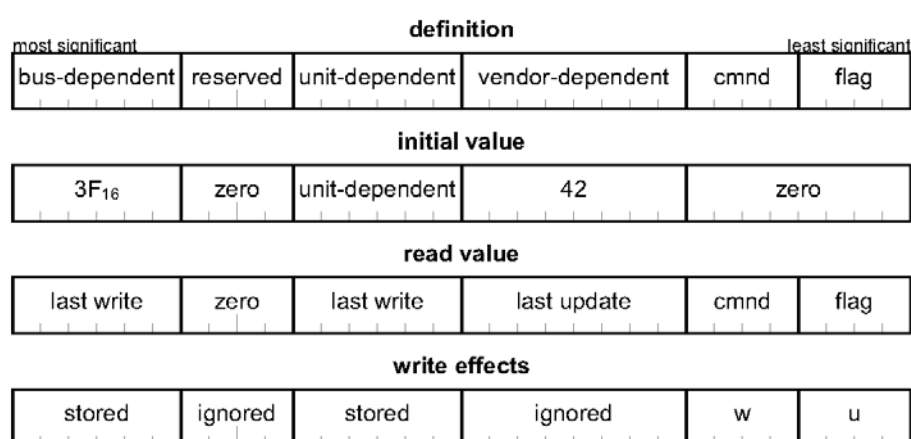 definition
most significant least significant
bus-dependent reserved unit-dependent vendor-dependent cmnd flag
initial value
3F₁₆ zero unit-dependent 42 zero
read value
last write zero last write last update cmnd flag
write effects
stored ignored stored ignored w u